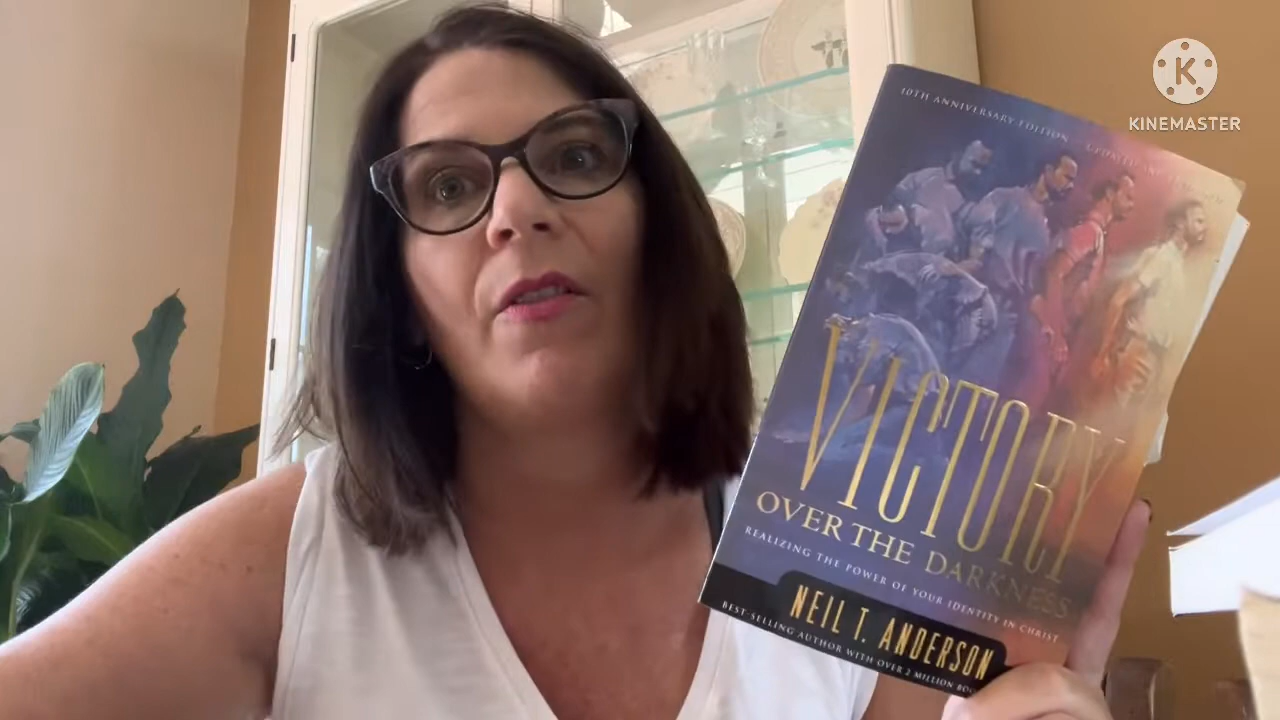 K
KINEMASTER
10TH ANNIVERSARY EDITION
VICTORY
OVER THE DARKNESS
REALIZING THE POWER OF YOUR IDENTITY IN CHRIST
NEIL T. ANDERSON
BEST-SELLING AUTHOR WITH OVER 2 MILLION